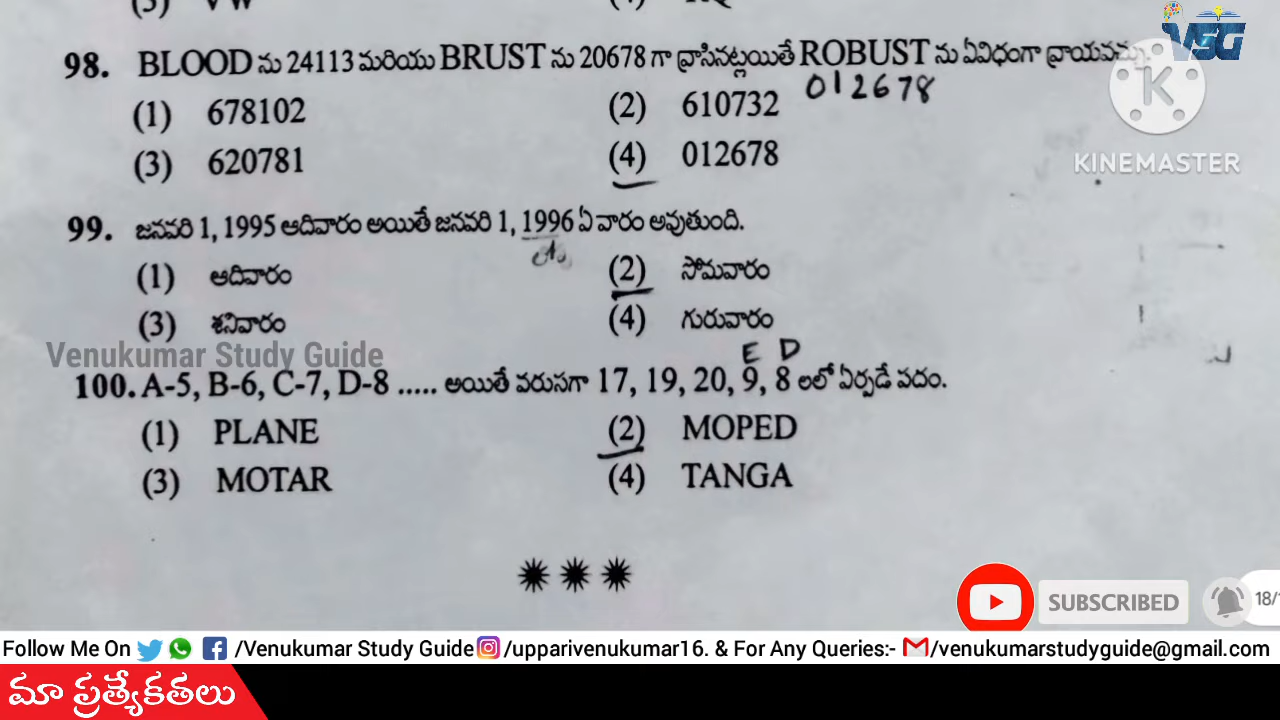 98. BLOOD ను 24113 మరియు BRUST ను 20678 గా వ్రాసినట్లయితే ROBUST ను ఏవిధంగా వ్రాయవచ్చు.
VSG
012678
(1) 678102 (2) 610732
(3) 620781 (4) 012678
KINEMASTER
99. జనవరి 1, 1995 ఆదివారం అయితే జనవరి 1, 1996 ఏ వారం అవుతుంది.
(1) ఆదివారం (2) సోమవారం
(3) శనివారం (4) గురువారం
Venukumar Study Guide
E D
100. A-5, B-6, C-7, D-8 ..... అయితే వరుసగా 17, 19, 20, 9, 8 లలో ఏర్పడే పదం.
(1) PLANE (2) MOPED
(3) MOTAR (4) TANGA
SUBSCRIBED
Follow Me On /Venukumar Study Guide /upparivenukumar16. & For Any Queries:- /venukumarstudyguide@gmail.com
మా ప్రత్యేకతలు